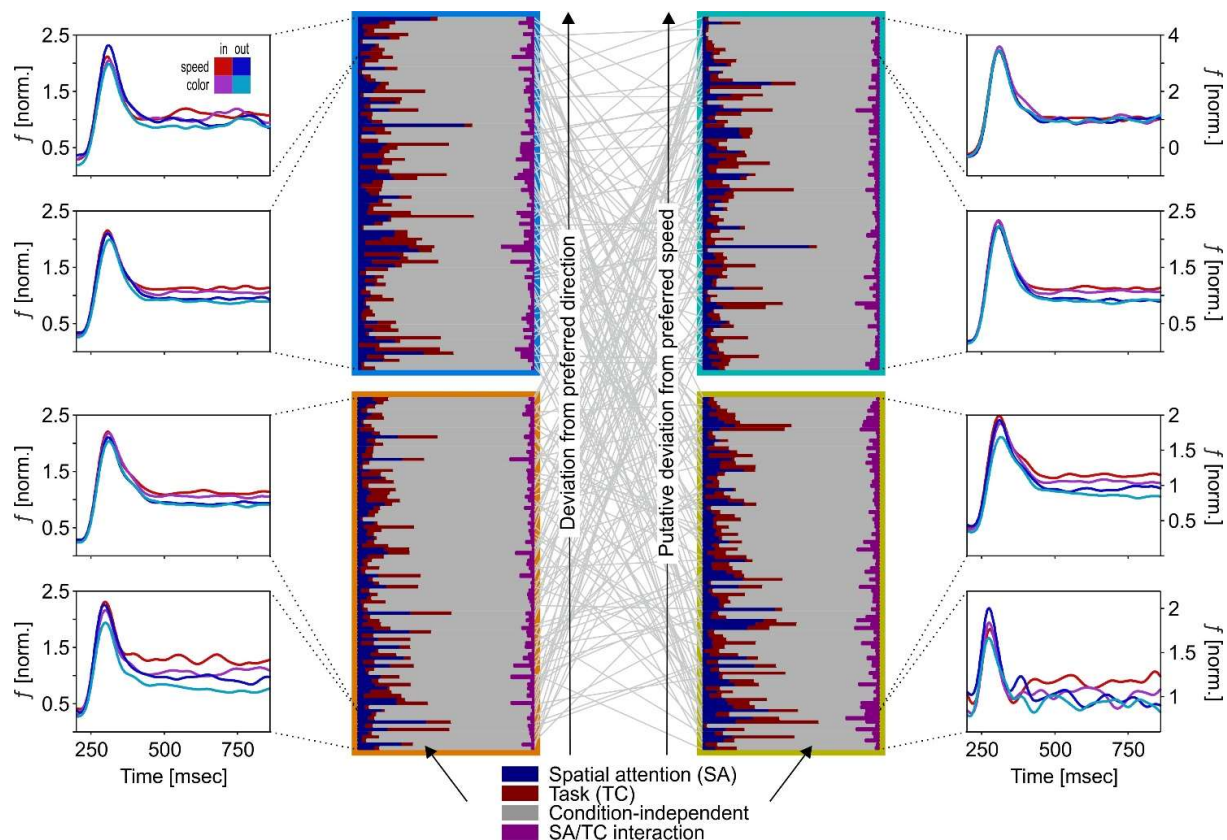 2.5
1.5
0.5
f [norm.]
in out
speed
color
2.5
1.5
0.5
f [norm.]
2.5
1.5
0.5
f [norm.]
2.5
1.5
0.5
f [norm.]
250 500 750
Time [msec]
Deviation from preferred direction
Putative deviation from preferred speed
4
2
0
f [norm.]
2.5
1.5
0.5
f [norm.]
2
1.5
1
0.5
f [norm.]
2
1.5
1
f [norm.]
250 500 750
Time [msec]
Spatial attention (SA)
Task (TC)
Condition-independent
SA/TC interaction